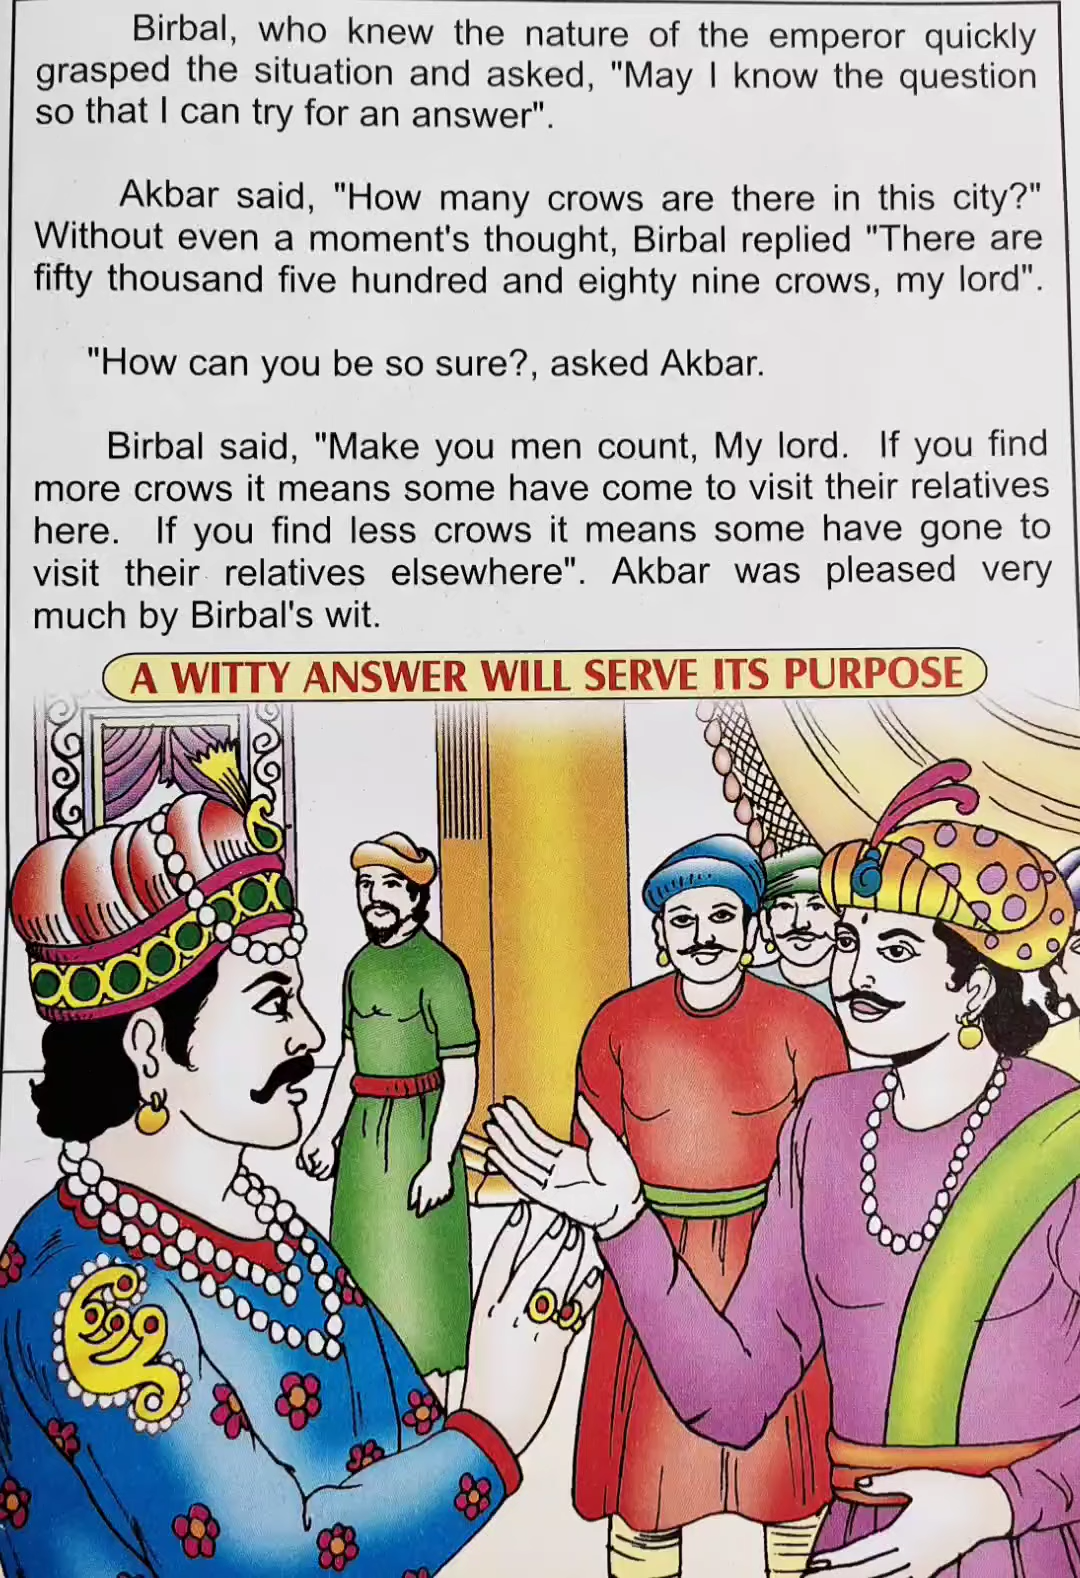 Birbal, who knew the nature of the emperor quickly
grasped the situation and asked, "May I know the question
so that I can try for an answer".
Akbar said, "How many crows are there in this city?"
Without even a moment's thought, Birbal replied "There are
fifty thousand five hundred and eighty nine crows, my lord".
"How can you be so sure?, asked Akbar.
Birbal said, "Make you men count, My lord. If you find
more crows it means some have come to visit their relatives
here. If you find less crows it means some have gone to
visit their relatives elsewhere". Akbar was pleased very
much by Birbal's wit.
A WITTY ANSWER WILL SERVE ITS PURPOSE